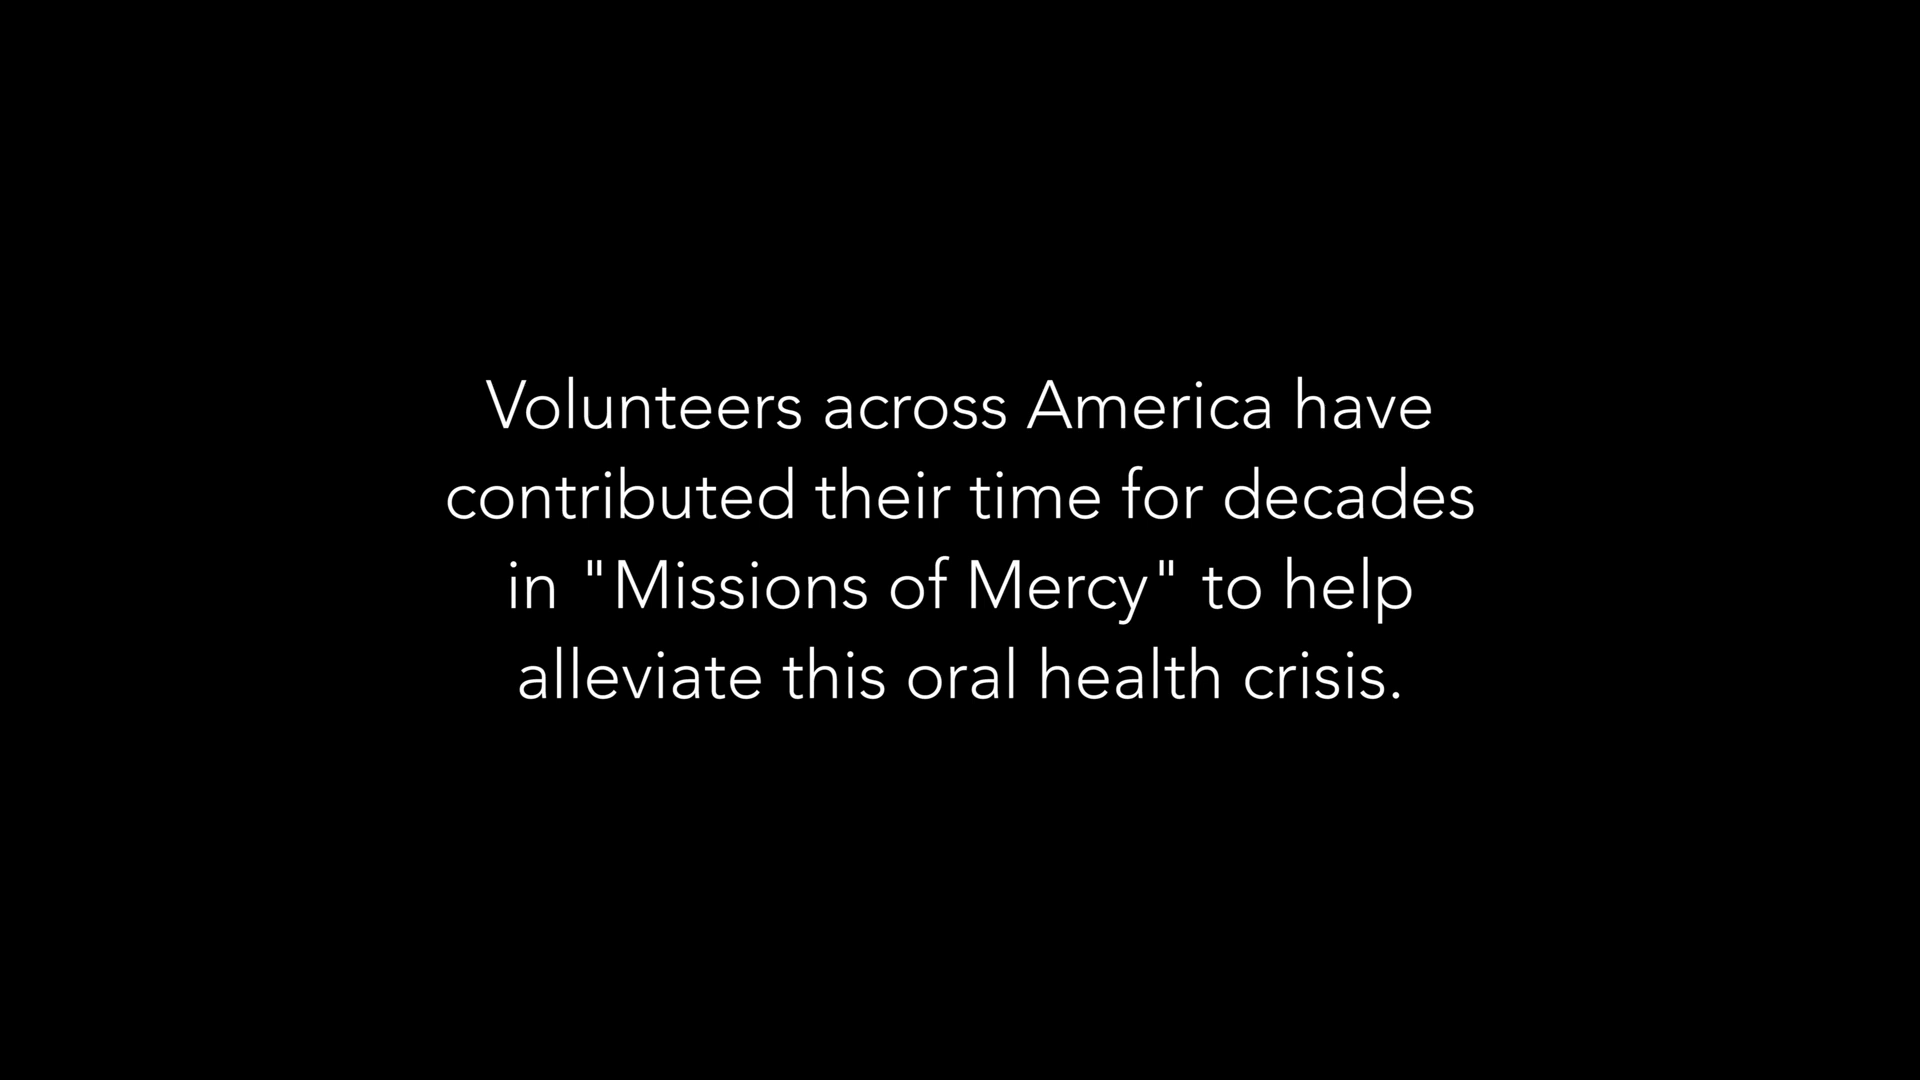 Volunteers across America have
contributed their time for decades
in "Missions of Mercy" to help
alleviate this oral health crisis.